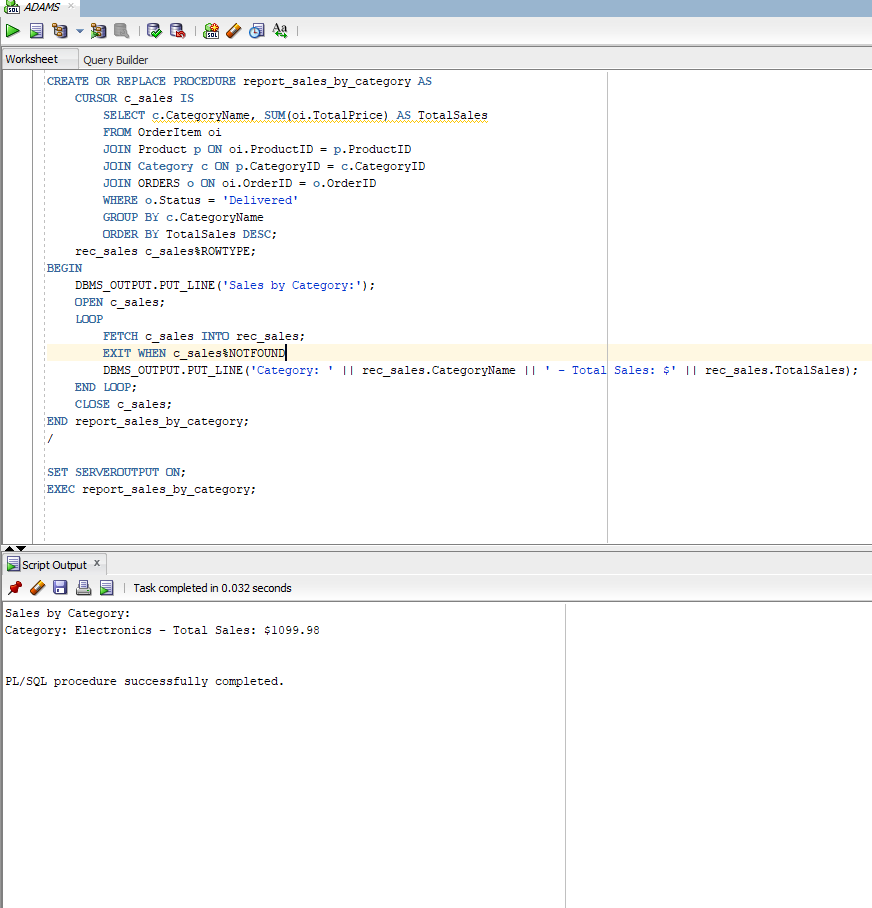 SQL ADAMS ×
Aa
Worksheet Query Builder
CREATE OR REPLACE PROCEDURE report_sales_by_category AS
    CURSOR c_sales IS
        SELECT c.CategoryName, SUM(oi.TotalPrice) AS TotalSales
        FROM OrderItem oi
        JOIN Product p ON oi.ProductID = p.ProductID
        JOIN Category c ON p.CategoryID = c.CategoryID
        JOIN ORDERS o ON oi.OrderID = o.OrderID
        WHERE o.Status = 'Delivered'
        GROUP BY c.CategoryName
        ORDER BY TotalSales DESC;
    rec_sales c_sales%ROWTYPE;
BEGIN
    DBMS_OUTPUT.PUT_LINE('Sales by Category:');
    OPEN c_sales;
    LOOP
        FETCH c_sales INTO rec_sales;
        EXIT WHEN c_sales%NOTFOUND
        DBMS_OUTPUT.PUT_LINE('Category: ' || rec_sales.CategoryName || ' - Total Sales: $' || rec_sales.TotalSales);
    END LOOP;
    CLOSE c_sales;
END report_sales_by_category;
/
SET SERVEROUTPUT ON;
EXEC report_sales_by_category;
Script Output ×
Task completed in 0.032 seconds
Sales by Category:
Category: Electronics - Total Sales: $1099.98
PL/SQL procedure successfully completed.